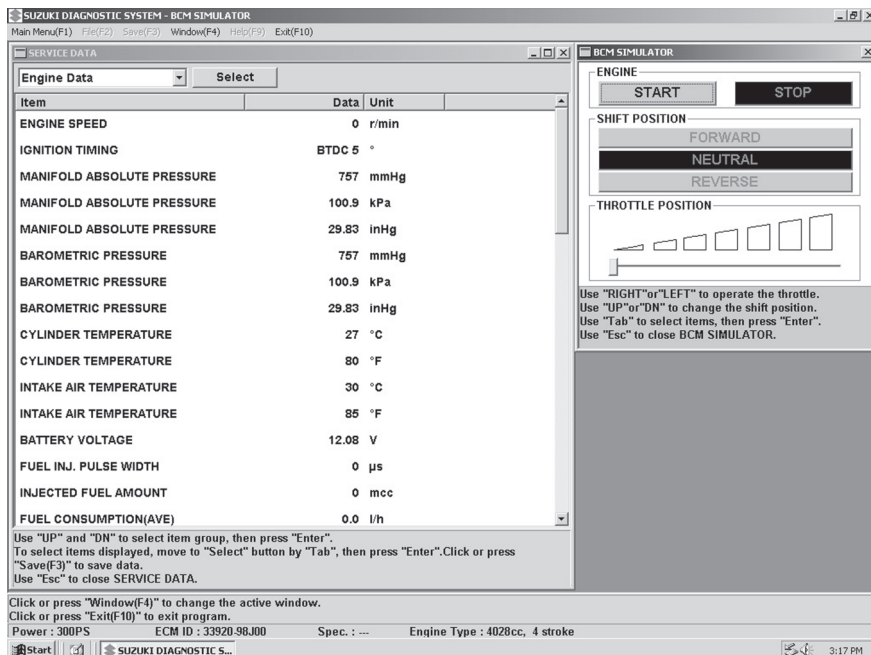 SUZUKI DIAGNOSTIC SYSTEM - BCM SIMULATOR
Main Menu(F1) File(F2) Save(F3) Window(F4) Help(F9) Exit(F10)
SERVICE DATA
Engine Data Select
Item Data Unit
ENGINE SPEED 0 r/min
IGNITION TIMING BTDC 5 °
MANIFOLD ABSOLUTE PRESSURE 757 mmHg
MANIFOLD ABSOLUTE PRESSURE 100.9 kPa
MANIFOLD ABSOLUTE PRESSURE 29.83 inHg
BAROMETRIC PRESSURE 757 mmHg
BAROMETRIC PRESSURE 100.9 kPa
BAROMETRIC PRESSURE 29.83 inHg
CYLINDER TEMPERATURE 27 °C
CYLINDER TEMPERATURE 80 °F
INTAKE AIR TEMPERATURE 30 °C
INTAKE AIR TEMPERATURE 85 °F
BATTERY VOLTAGE 12.08 V
FUEL INJ. PULSE WIDTH 0 µs
INJECTED FUEL AMOUNT 0 mcc
FUEL CONSUMPTION(AVE) 0.0 l/h
Use "UP" and "DN" to select item group, then press "Enter".
To select items displayed, move to "Select" button by "Tab", then press "Enter".Click or press
"Save(F3)" to save data.
Use "Esc" to close SERVICE DATA.
BCM SIMULATOR
ENGINE
START STOP
SHIFT POSITION
FORWARD
NEUTRAL
REVERSE
THROTTLE POSITION
Use "RIGHT"or"LEFT" to operate the throttle.
Use "UP"or"DN" to change the shift position.
Use "Tab" to select items, then press "Enter".
Use "Esc" to close BCM SIMULATOR.
Click or press "Window(F4)" to change the active window.
Click or press "Exit(F10)" to exit program.
Power : 300PS ECM ID : 33920-98J00 Spec. : --- Engine Type : 4028cc, 4 stroke
Start SUZUKI DIAGNOSTIC S... 3:17 PM